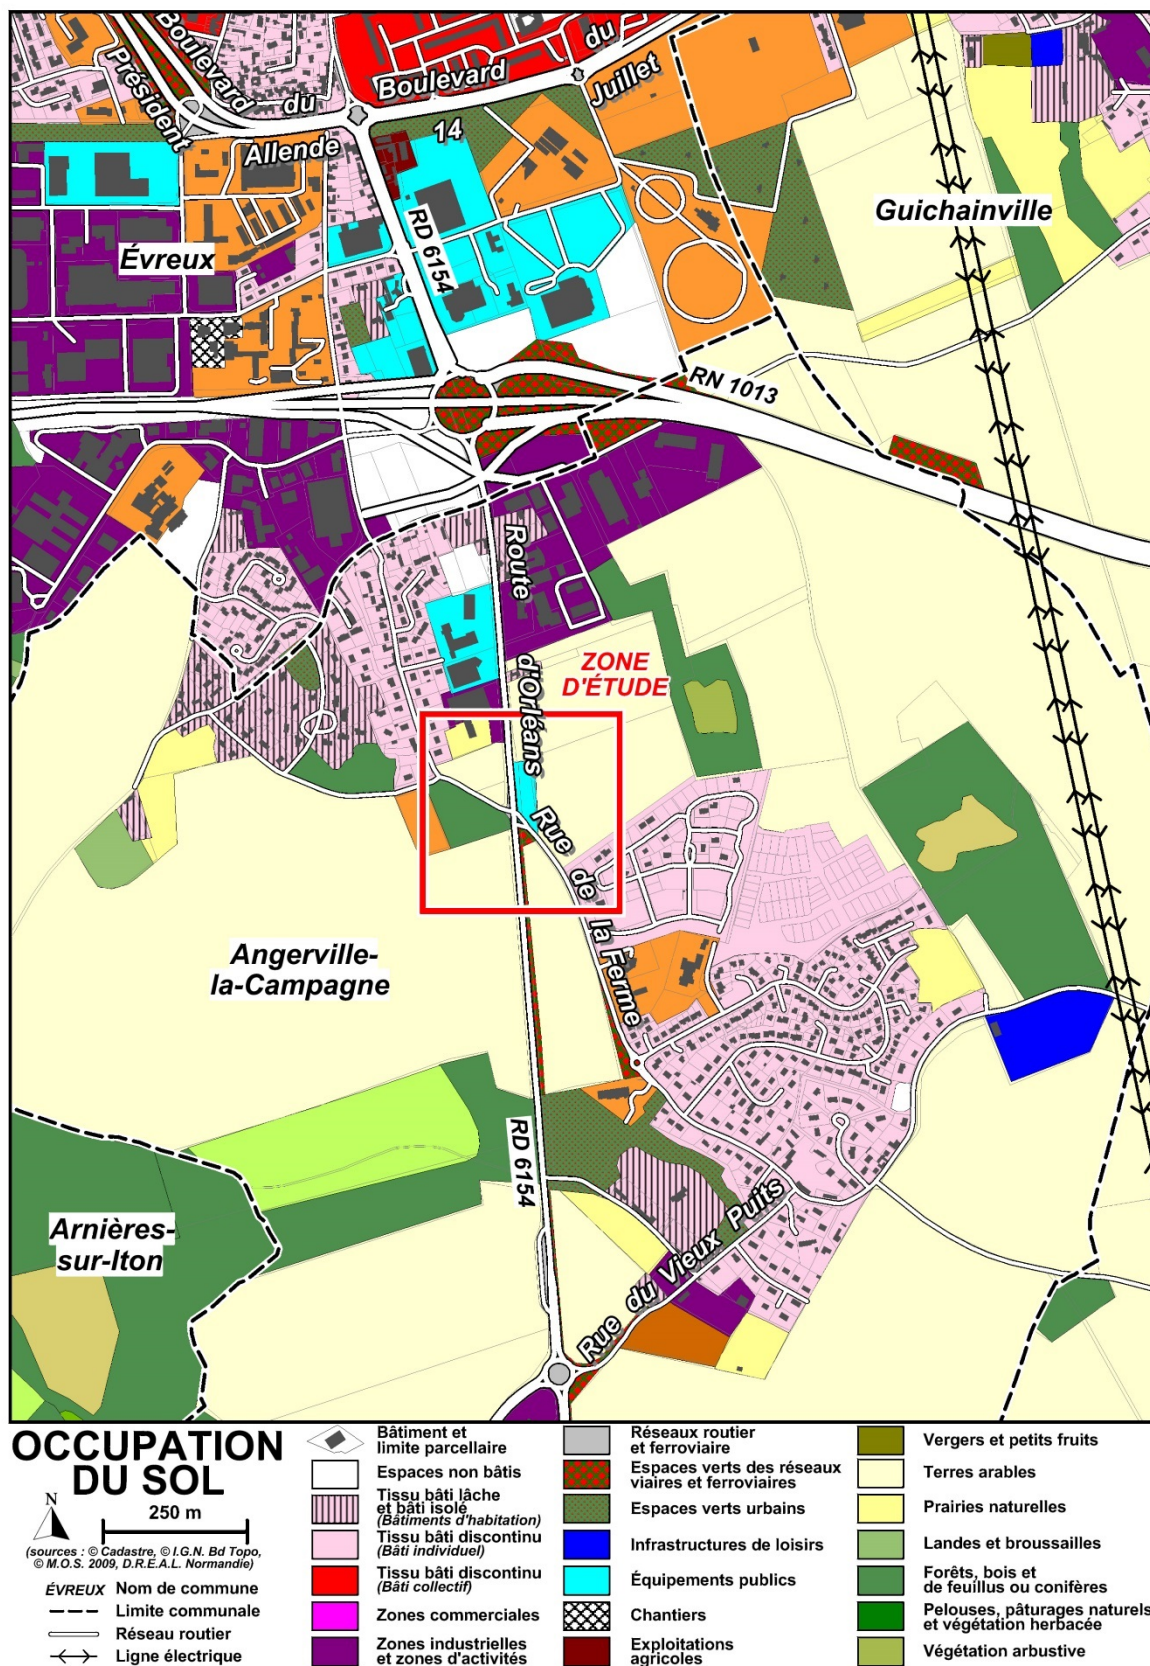 Boulevard
Président
Boulevard
du
Allende
Boulevard
du
14
Juillet
RD 6154
Évreux
Guichainville
RN 1013
Route
d'Orléans
ZONE
D'ÉTUDE
Rue
de
la
Ferme
Angerville-
la-Campagne
RD 6154
Arnières-
sur-Iton
Rue du Vieux Puits
OCCUPATION
DU SOL
N
250 m
(sources : © Cadastre, © I.G.N. Bd Topo,
© M.O.S. 2009, D.R.E.A.L. Normandie)
ÉVREUX Nom de commune
Limite communale
Réseau routier
Ligne électrique
Bâtiment et
limite parcellaire
Espaces non bâtis
Tissu bâti lâche
et bâti isolé
(Bâtiments d'habitation)
Tissu bâti discontinu
(Bâti individuel)
Tissu bâti discontinu
(Bâti collectif)
Zones commerciales
Zones industrielles
et zones d'activités
Réseaux routier
et ferroviaire
Espaces verts des réseaux
viaires et ferroviaires
Espaces verts urbains
Infrastructures de loisirs
Équipements publics
Chantiers
Exploitations
agricoles
Vergers et petits fruits
Terres arables
Prairies naturelles
Landes et broussailles
Forêts, bois et
de feuillus ou conifères
Pelouses, pâturages naturels
et végétation herbacée
Végétation arbustive